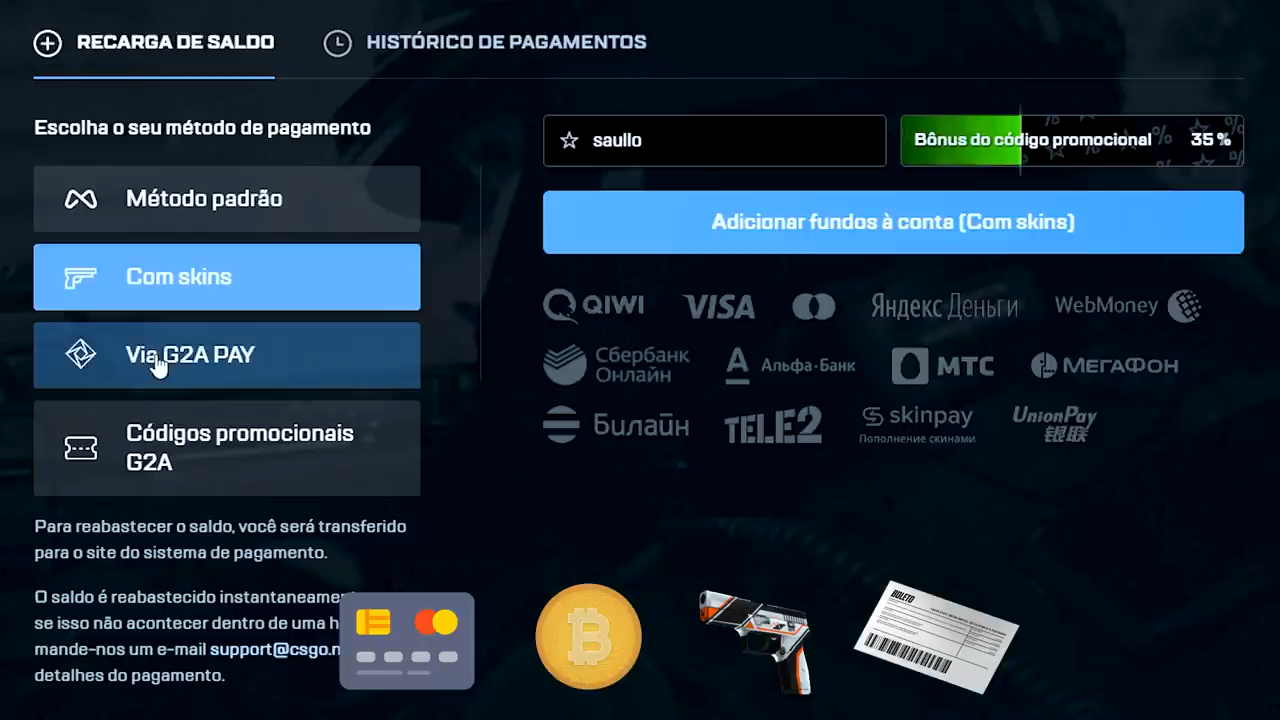 RECARGA DE SALDO
HISTÓRICO DE PAGAMENTOS
Escolha o seu método de pagamento
Método padrão
Com skins
Via G2A PAY
Códigos promocionais
G2A
Para reabastecer o saldo, você será transferido
para o site do sistema de pagamento.
O saldo é reabastecido
se isso não acontecer dentro de uma
mande-nos um e-mail support@csgo.
detalhes do pagamento.
saullo
Bônus do código promocional 35 %
Adicionar fundos à conta (Com skins)
QIWI VISA Яндекс Деньги WebMoney
Сбербанк
Онлайн
Альфа·Банк
МТС
МЕГАФОН
Билайн
TELE2
skinpay
Пополнение скинами
UnionPay
银联
BOLETO